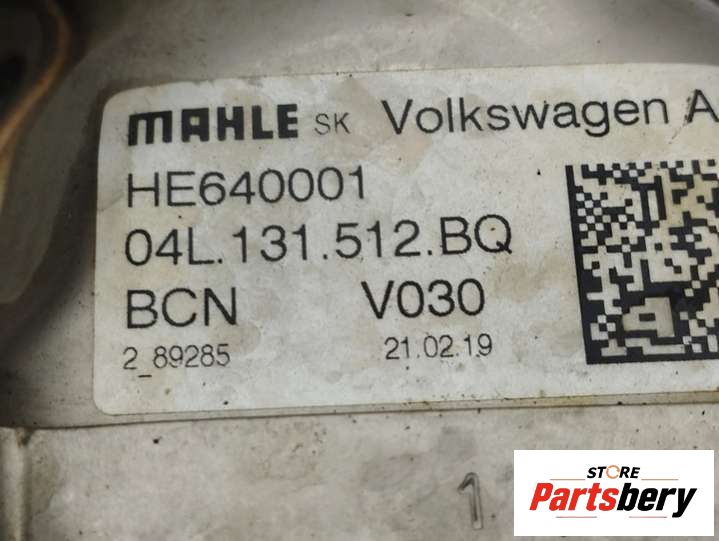 MAHLE SK Volkswagen A
HE640001
04L.131.512.BQ
BCN V030
2_89285 21.02.19
1
STORE
Partsbery